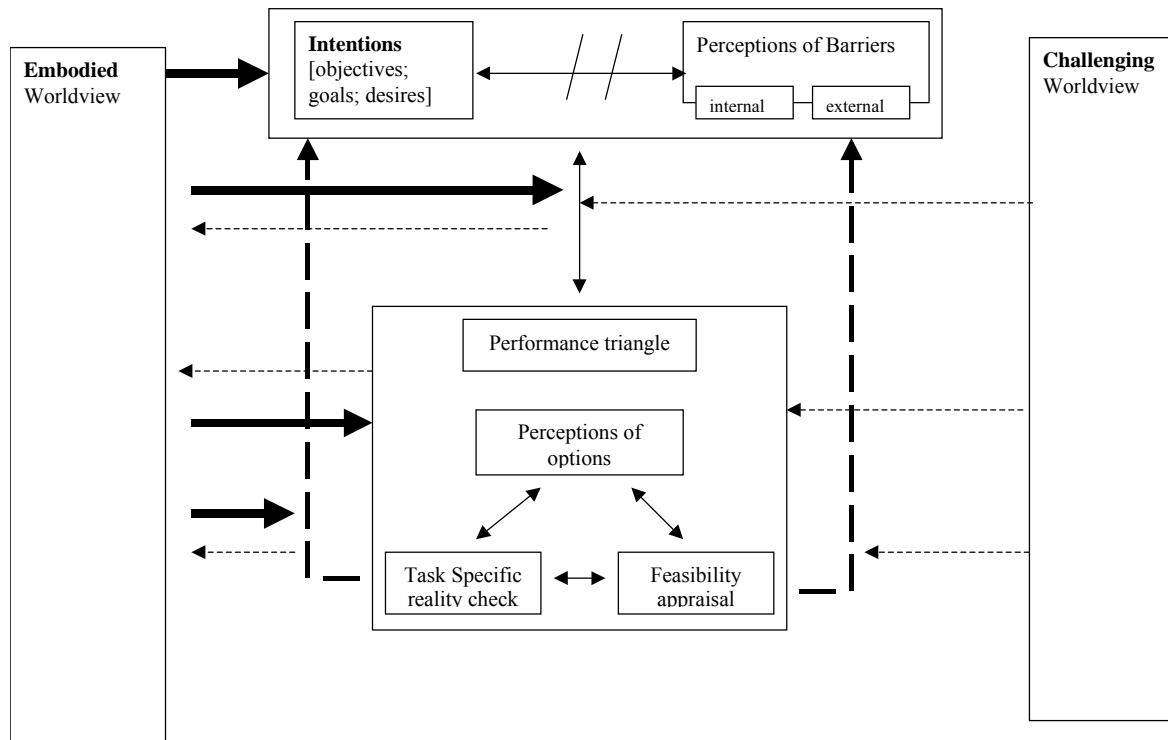 Embodied
Worldview
Intentions
[objectives;
goals; desires]
Perceptions of Barriers
internal
external
Challenging
Worldview
Performance triangle
Perceptions of
options
Task Specific
reality check
Feasibility
appraisal